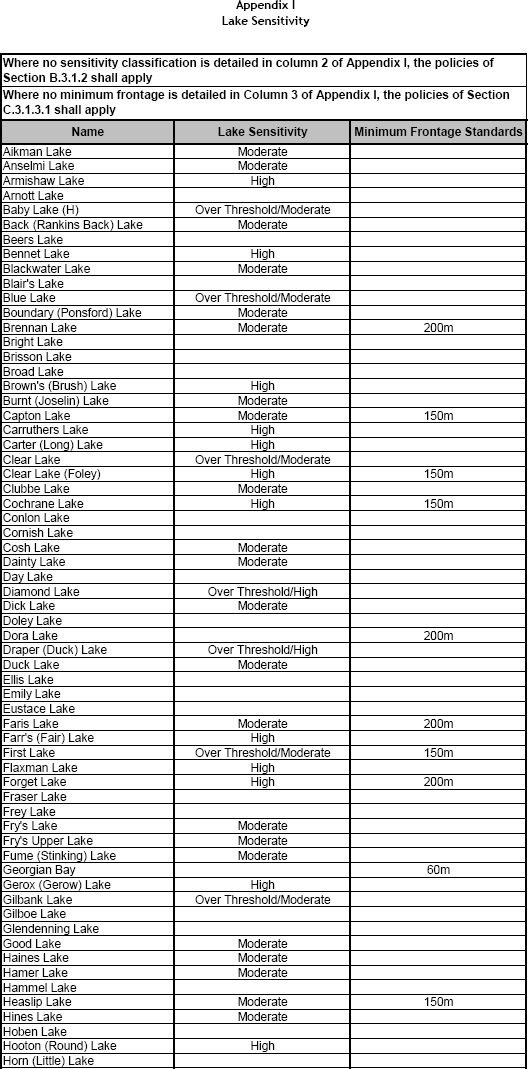 Appendix I
Lake Sensitivity
Where no sensitivity classification is detailed in column 2 of Appendix I, the policies of
Section B.3.1.2 shall apply
Where no minimum frontage is detailed in Column 3 of Appendix I, the policies of Section
C.3.1.3.1 shall apply
Name Lake Sensitivity Minimum Frontage Standards
Aikman Lake Moderate
Anselmi Lake Moderate
Armishaw Lake High
Arnott Lake
Baby Lake (H) Over Threshold/Moderate
Back (Rankins Back) Lake Moderate
Beers Lake
Bennet Lake High
Blackwater Lake Moderate
Blair's Lake
Blue Lake Over Threshold/Moderate
Boundary (Ponsford) Lake Moderate
Brennan Lake Moderate 200m
Bright Lake
Brisson Lake
Broad Lake
Brown's (Brush) Lake High
Burnt (Joselin) Lake Moderate
Capton Lake Moderate 150m
Carruthers Lake High
Carter (Long) Lake High
Clear Lake Over Threshold/Moderate
Clear Lake (Foley) High 150m
Clubbe Lake Moderate
Cochrane Lake High 150m
Conlon Lake
Cornish Lake
Cosh Lake Moderate
Dainty Lake Moderate
Day Lake
Diamond Lake Over Threshold/High
Dick Lake Moderate
Doley Lake
Dora Lake 200m
Draper (Duck) Lake Over Threshold/High
Duck Lake Moderate
Ellis Lake
Emily Lake
Eustace Lake
Faris Lake Moderate 200m
Farr's (Fair) Lake High
First Lake Over Threshold/Moderate 150m
Flaxman Lake High
Forget Lake High 200m
Fraser Lake
Frey Lake
Fry's Lake Moderate
Fry's Upper Lake Moderate
Fume (Stinking) Lake Moderate
Georgian Bay 60m
Gerox (Gerow) Lake High
Gilbank Lake Over Threshold/Moderate
Gilboe Lake
Glendenning Lake
Good Lake Moderate
Haines Lake Moderate
Hamer Lake Moderate
Hammel Lake
Heaslip Lake Moderate 150m
Hines Lake Moderate
Hoben Lake
Hooton (Round) Lake High
Horn (Little) Lake